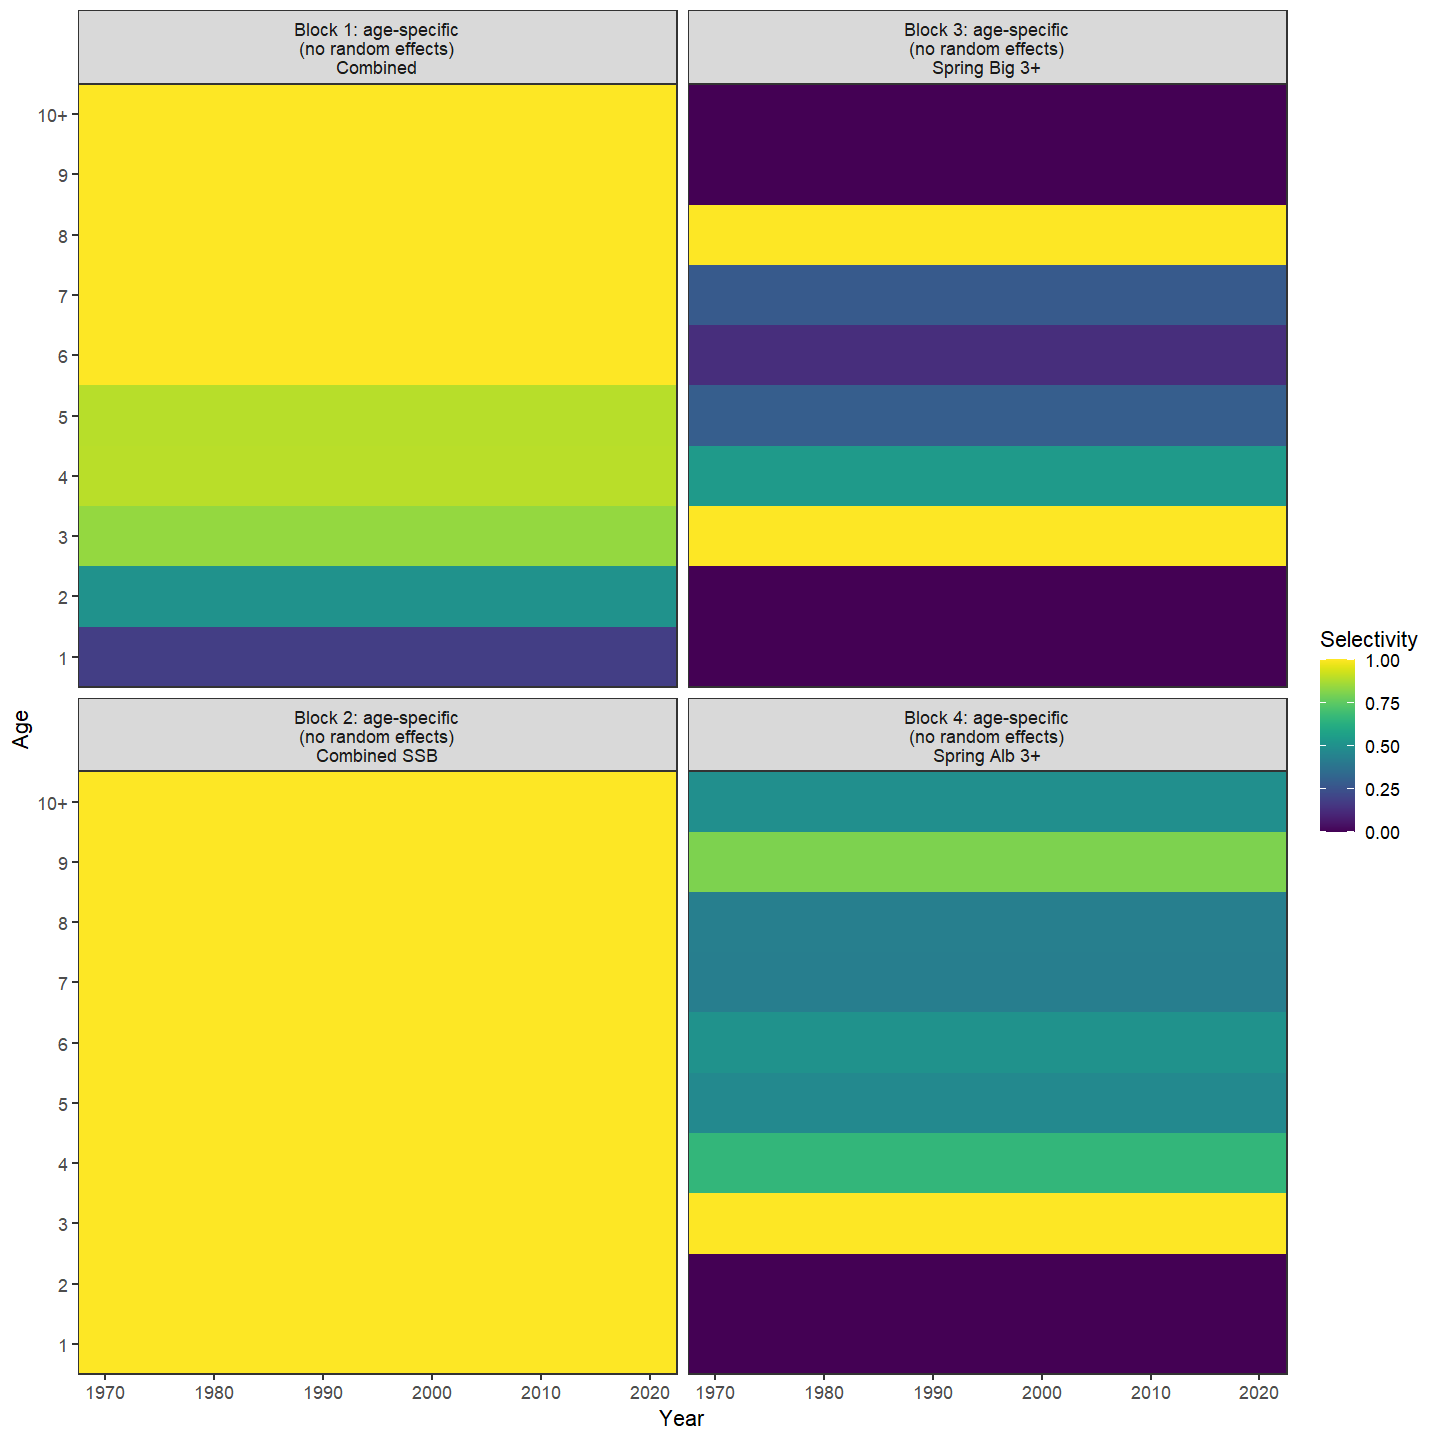 Block 1: age-specific
(no random effects)
Combined
Block 3: age-specific
(no random effects)
Spring Big 3+
10+
9
8
7
6
5
4
3
2
1
Block 2: age-specific
(no random effects)
Combined SSB
Block 4: age-specific
(no random effects)
Spring Alb 3+
10+
9
8
7
6
5
4
3
2
1
1970 1980 1990 2000 2010 2020
1970 1980 1990 2000 2010 2020
Year
Age
Selectivity
1.00
0.75
0.50
0.25
0.00